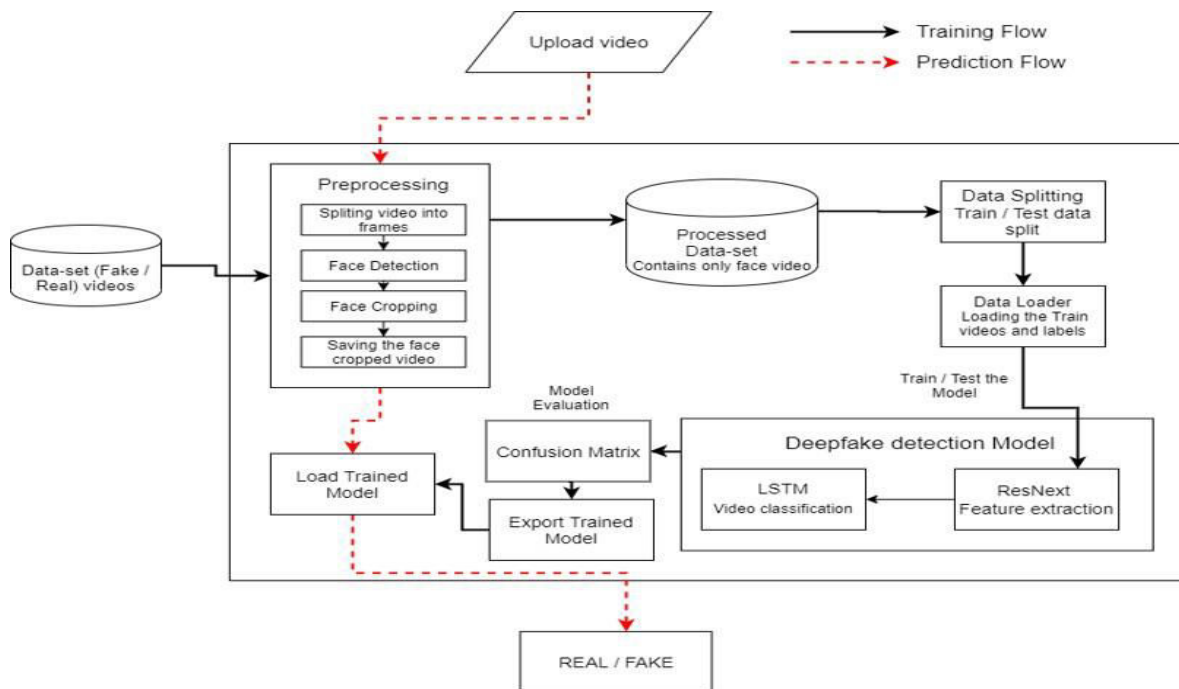 Upload video
Training Flow
Prediction Flow
Preprocessing
Spliting video into
frames
Face Detection
Face Cropping
Saving the face
cropped video
Data-set (Fake /
Real) videos
Processed
Data-set
Contains only face video
Data Splitting
Train / Test data
split
Data Loader
Loading the Train
videos and labels
Train / Test the
Model
Model
Evaluation
Confusion Matrix
Deepfake detection Model
LSTM
Video classification
ResNext
Feature extraction
Load Trained
Model
Export Trained
Model
REAL / FAKE